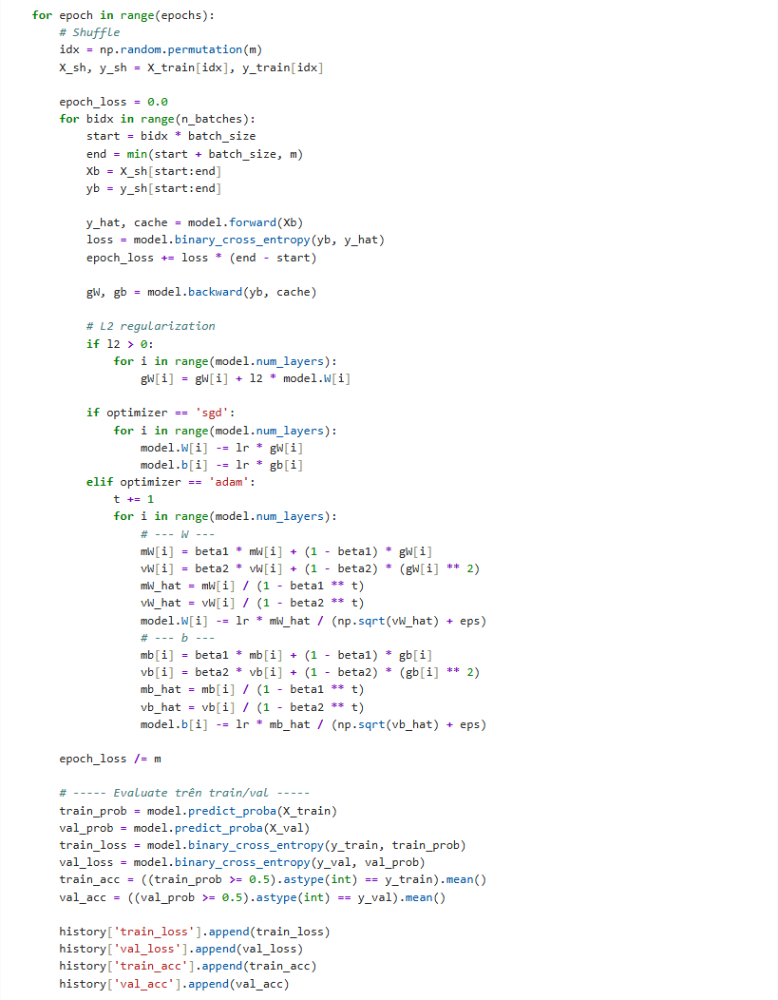 for epoch in range(epochs):
    # Shuffle
    idx = np.random.permutation(m)
    X_sh, y_sh = X_train[idx], y_train[idx]

    epoch_loss = 0.0
    for bidx in range(n_batches):
        start = bidx * batch_size
        end = min(start + batch_size, m)
        Xb = X_sh[start:end]
        yb = y_sh[start:end]

        y_hat, cache = model.forward(Xb)
        loss = model.binary_cross_entropy(yb, y_hat)
        epoch_loss += loss * (end - start)

        gW, gb = model.backward(yb, cache)

        # L2 regularization
        if l2 > 0:
            for i in range(model.num_layers):
                gW[i] = gW[i] + l2 * model.W[i]

        if optimizer == 'sgd':
            for i in range(model.num_layers):
                model.W[i] -= lr * gW[i]
                model.b[i] -= lr * gb[i]
        elif optimizer == 'adam':
            t += 1
            for i in range(model.num_layers):
                # --- W ---
                mW[i] = beta1 * mW[i] + (1 - beta1) * gW[i]
                vW[i] = beta2 * vW[i] + (1 - beta2) * (gW[i] ** 2)
                mW_hat = mW[i] / (1 - beta1 ** t)
                vW_hat = vW[i] / (1 - beta2 ** t)
                model.W[i] -= lr * mW_hat / (np.sqrt(vW_hat) + eps)
                # --- b ---
                mb[i] = beta1 * mb[i] + (1 - beta1) * gb[i]
                vb[i] = beta2 * vb[i] + (1 - beta2) * (gb[i] ** 2)
                mb_hat = mb[i] / (1 - beta1 ** t)
                vb_hat = vb[i] / (1 - beta2 ** t)
                model.b[i] -= lr * mb_hat / (np.sqrt(vb_hat) + eps)

    epoch_loss /= m

    # ----- Evaluate trên train/val -----
    train_prob = model.predict_proba(X_train)
    val_prob = model.predict_proba(X_val)
    train_loss = model.binary_cross_entropy(y_train, train_prob)
    val_loss = model.binary_cross_entropy(y_val, val_prob)
    train_acc = ((train_prob >= 0.5).astype(int) == y_train).mean()
    val_acc = ((val_prob >= 0.5).astype(int) == y_val).mean()

    history['train_loss'].append(train_loss)
    history['val_loss'].append(val_loss)
    history['train_acc'].append(train_acc)
    history['val_acc'].append(val_acc)